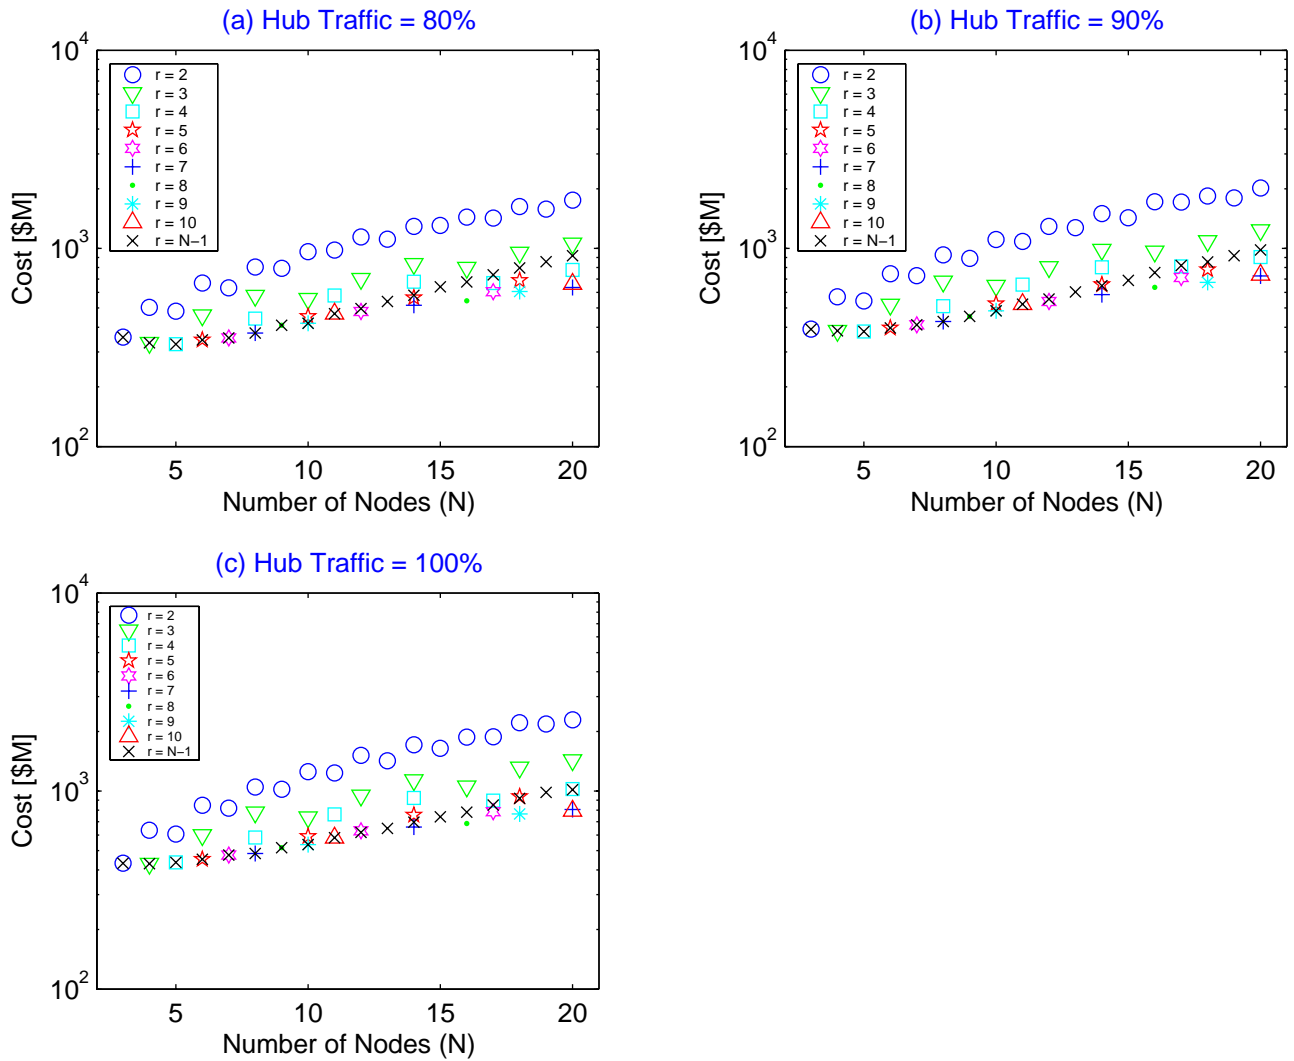 (a) Hub Traffic = 80%
10^4
10^3
10^2
Cost [$M]
r = 2
r = 3
r = 4
r = 5
r = 6
r = 7
r = 8
r = 9
r = 10
r = N−1
5 10 15 20
Number of Nodes (N)
(b) Hub Traffic = 90%
10^4
10^3
10^2
Cost [$M]
r = 2
r = 3
r = 4
r = 5
r = 6
r = 7
r = 8
r = 9
r = 10
r = N−1
5 10 15 20
Number of Nodes (N)
(c) Hub Traffic = 100%
10^4
10^3
10^2
Cost [$M]
r = 2
r = 3
r = 4
r = 5
r = 6
r = 7
r = 8
r = 9
r = 10
r = N−1
5 10 15 20
Number of Nodes (N)